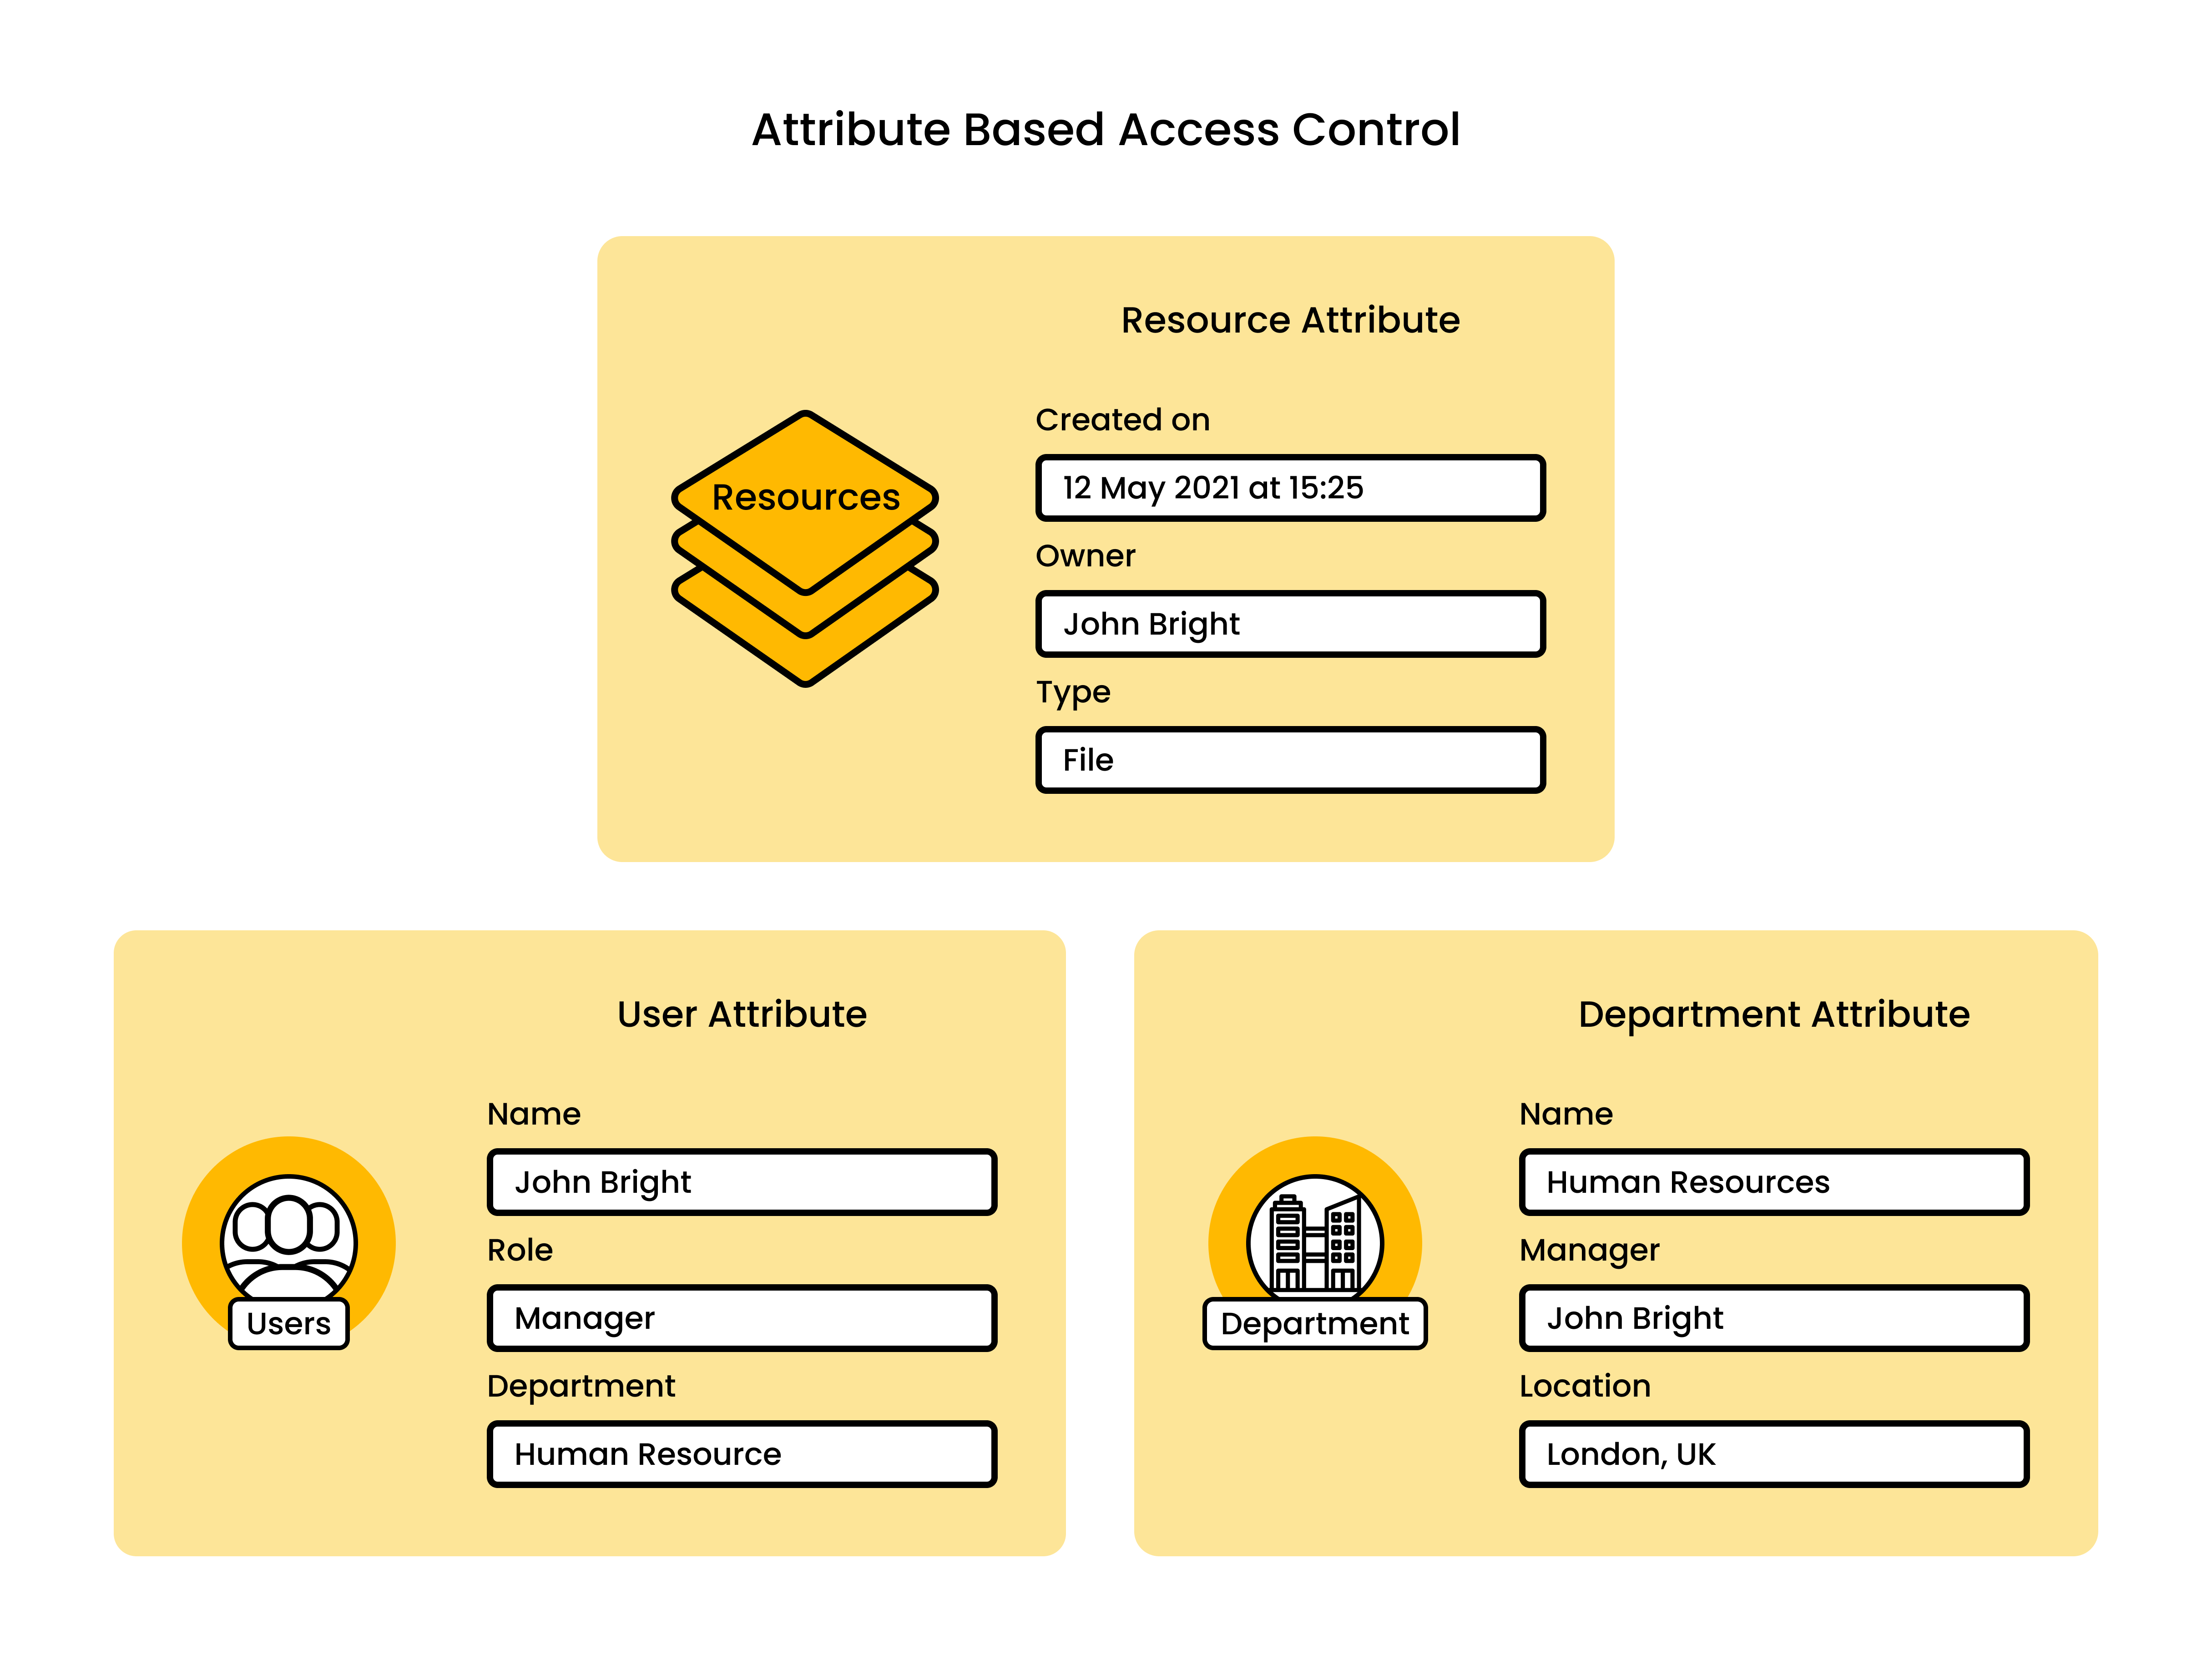 Attribute Based Access Control
Resources
Resource Attribute
Created on
12 May 2021 at 15:25
Owner
John Bright
Type
File
Users
User Attribute
Name
John Bright
Role
Manager
Department
Human Resource
Department
Department Attribute
Name
Human Resources
Manager
John Bright
Location
London, UK